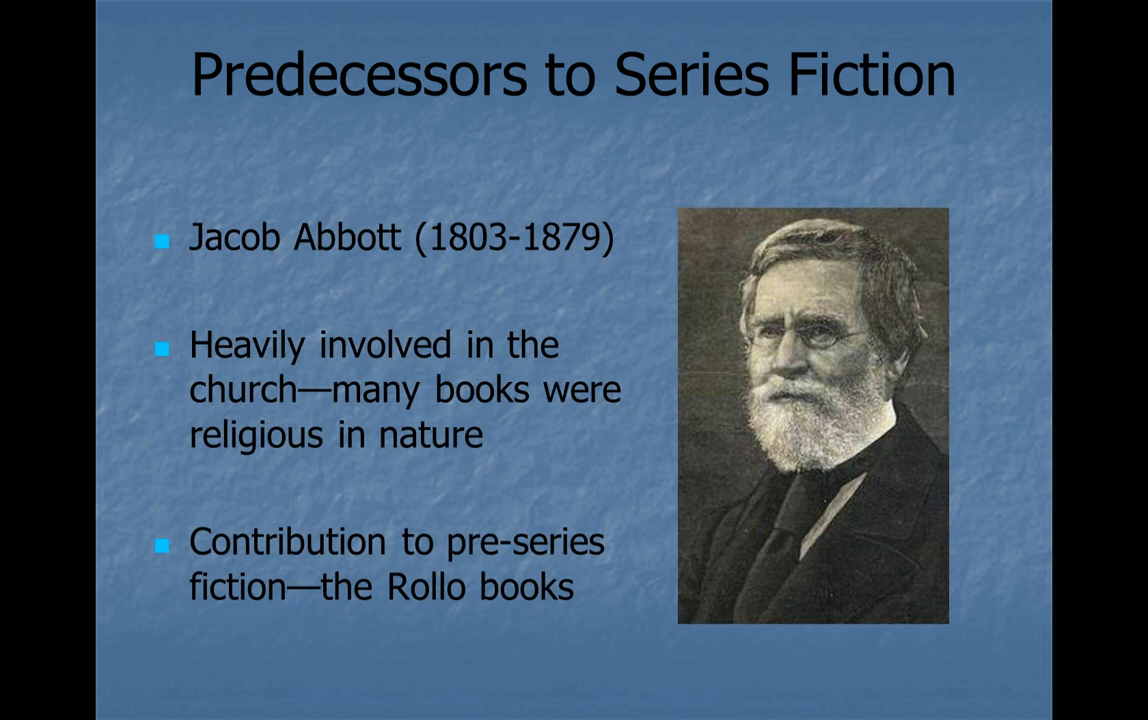 Predecessors to Series Fiction
Jacob Abbott (1803-1879)
Heavily involved in the
church—many books were
religious in nature
Contribution to pre-series
fiction—the Rollo books